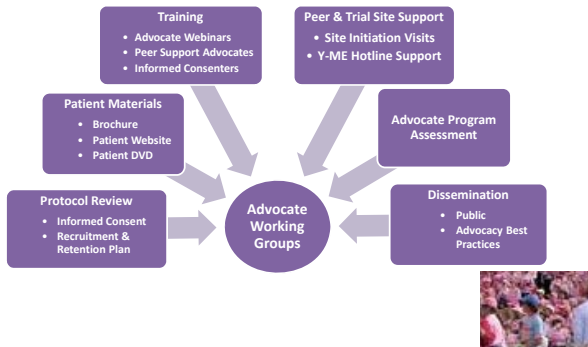 Training
• Advocate Webinars
• Peer Support Advocates
• Informed Consenters
Peer & Trial Site Support
• Site Initiation Visits
• Y-ME Hotline Support
Patient Materials
• Brochure
• Patient Website
• Patient DVD
Advocate Program
Assessment
Protocol Review
• Informed Consent
• Recruitment &
Retention Plan
Advocate
Working
Groups
Dissemination
• Public
• Advocacy Best
Practices